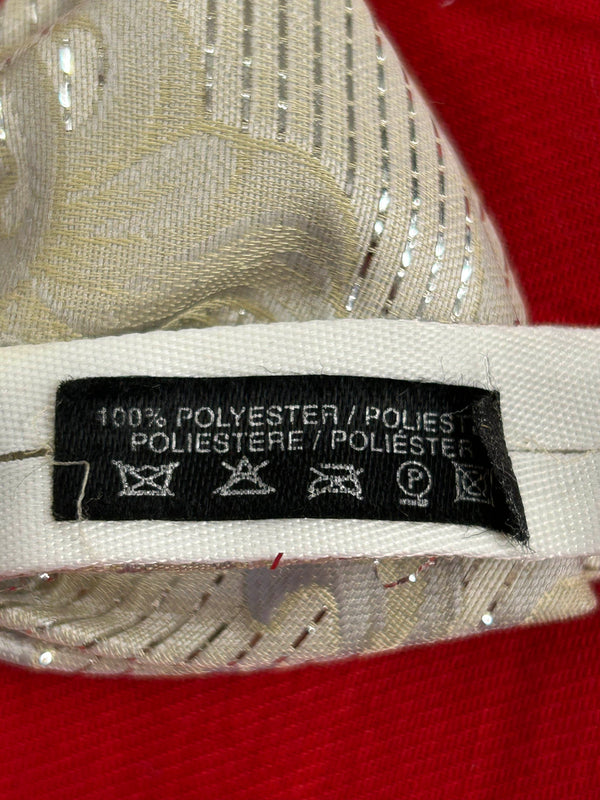 100% POLYESTER / POLIEST
POLIESTERE / POLIÉSTER
P